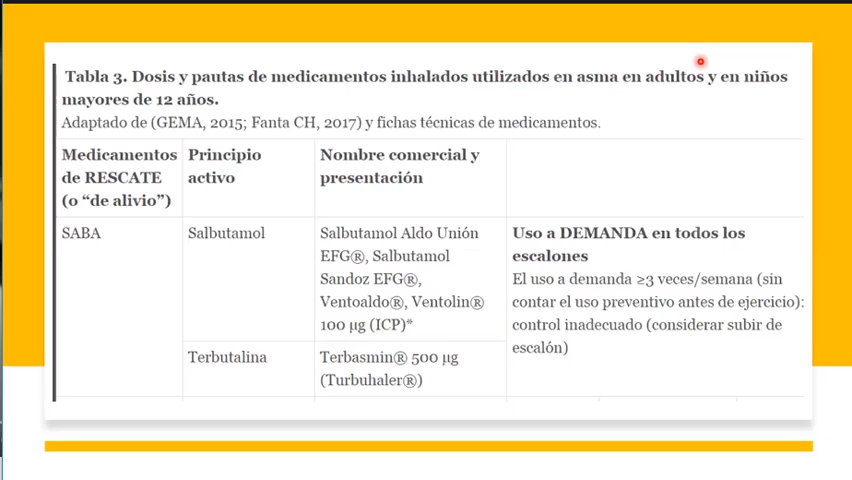 Tabla 3. Dosis y pautas de medicamentos inhalados utilizados en asma en adultos y en niños
mayores de 12 años.
Adaptado de (GEMA, 2015; Fanta CH, 2017) y fichas técnicas de medicamentos.
Medicamentos
de RESCATE
(o “de alivio”)
Principio
activo
Nombre comercial y
presentación
SABA
Salbutamol
Salbutamol Aldo Unión
EFG®, Salbutamol
Sandoz EFG®,
Ventoaldo®, Ventolin®
100 µg (ICP)*
Uso a DEMANDA en todos los
escalones
El uso a demanda ≥3 veces/semana (sin
contar el uso preventivo antes de ejercicio):
control inadecuado (considerar subir de
escalón)
Terbutalina
Terbasmin® 500 µg
(Turbuhaler®)